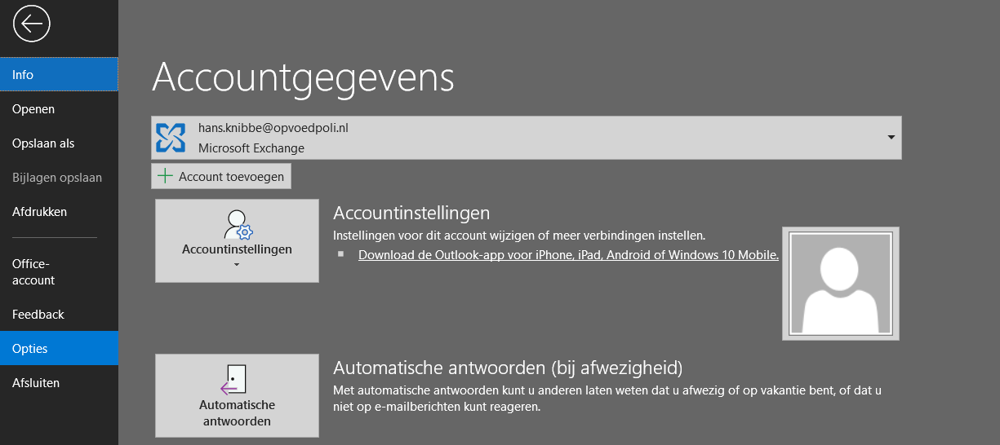 Info
Openen
Opslaan als
Bijlagen opslaan
Afdrukken
Office-
account
Feedback
Opties
Afsluiten
Accountgegevens
hans.knibbe@opvoedpoli.nl
Microsoft Exchange
Account toevoegen
Accountinstellingen
Accountinstellingen
Instellingen voor dit account wijzigen of meer verbindingen instellen.
Download de Outlook-app voor iPhone, iPad, Android of Windows 10 Mobile.
Automatische
antwoorden
Automatische antwoorden (bij afwezigheid)
Met automatische antwoorden kunt u anderen laten weten dat u afwezig of op vakantie bent, of dat u
niet op e-mailberichten kunt reageren.